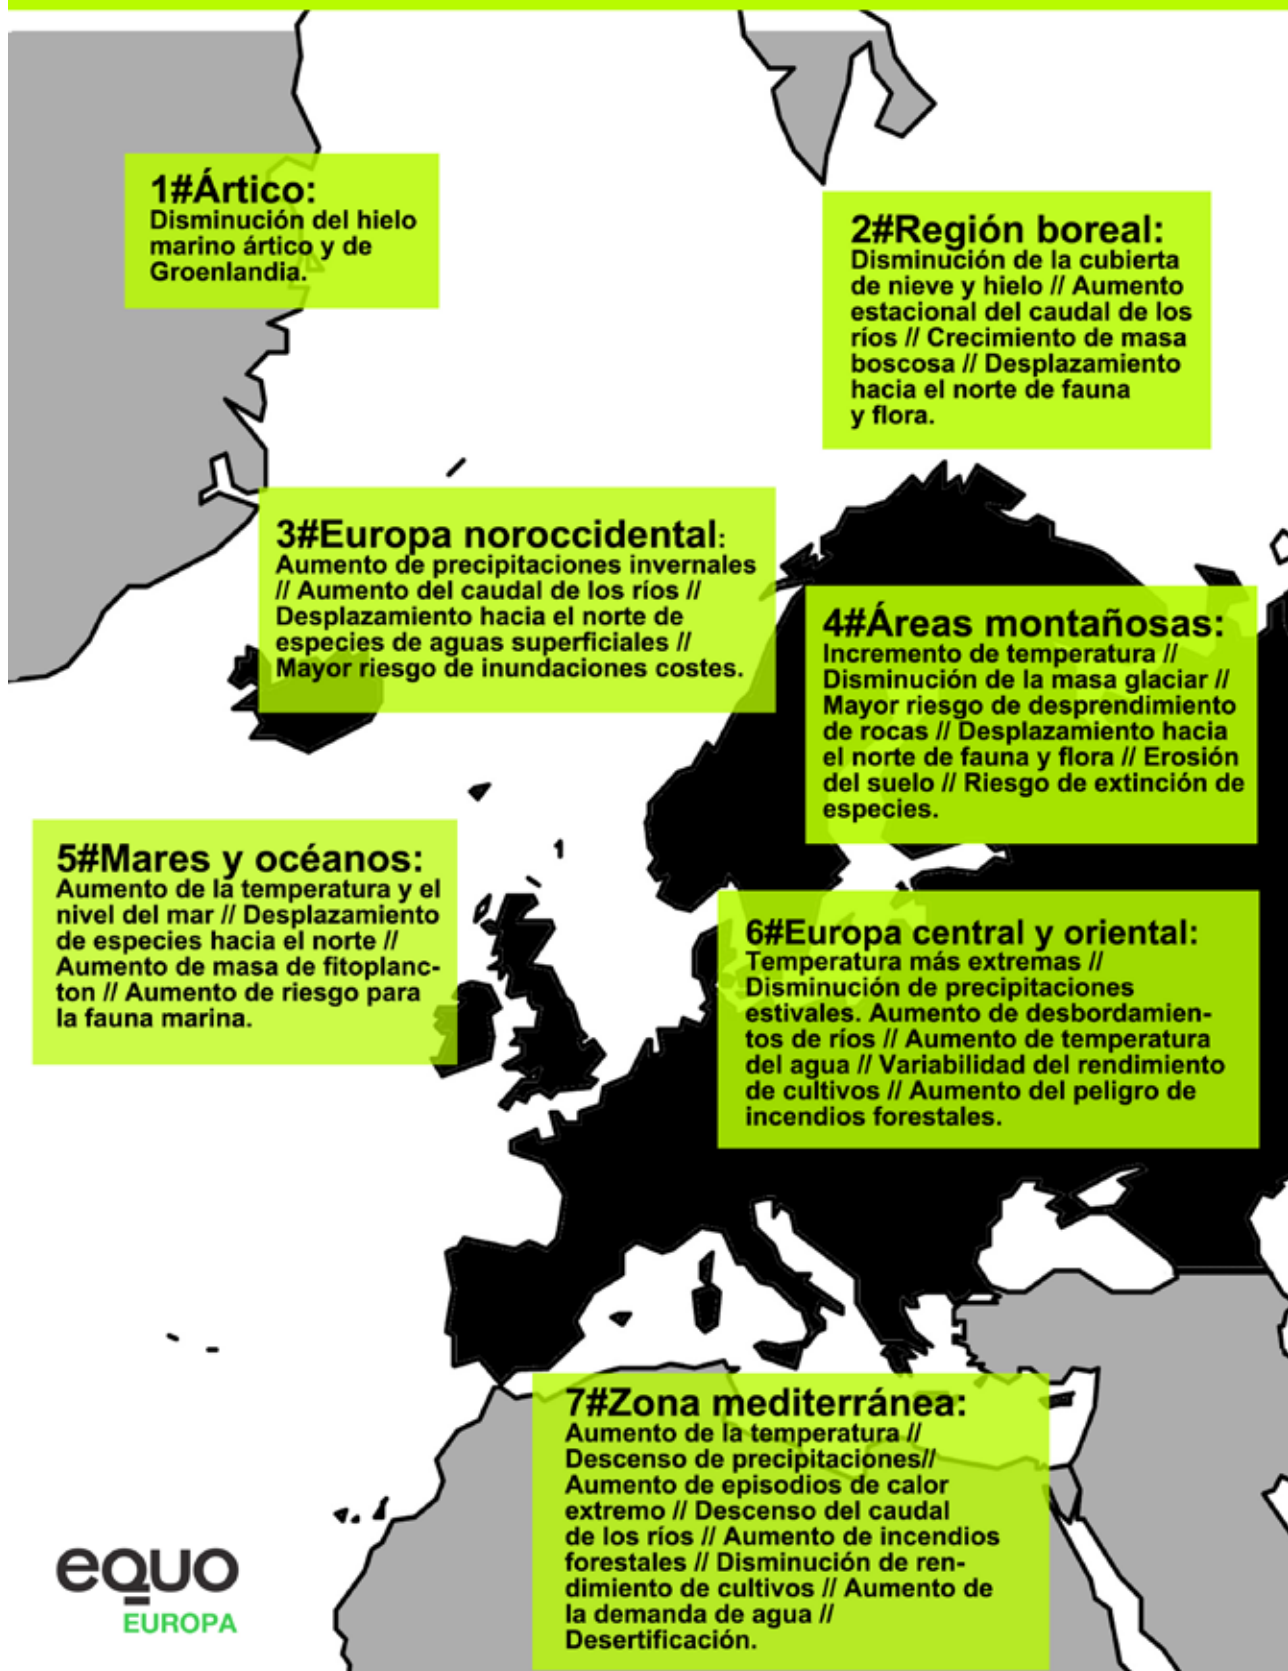 1#Ártico:
Disminución del hielo
marino ártico y de
Groenlandia.
2#Región boreal:
Disminución de la cubierta
de nieve y hielo // Aumento
estacional del caudal de los
ríos // Crecimiento de masa
boscosa // Desplazamiento
hacia el norte de fauna
y flora.
3#Europa noroccidental:
Aumento de precipitaciones invernales
// Aumento del caudal de los ríos //
Desplazamiento hacia el norte de
especies de aguas superficiales //
Mayor riesgo de inundaciones costes.
4#Áreas montañosas:
Incremento de temperatura //
Disminución de la masa glaciar //
Mayor riesgo de desprendimiento
de rocas // Desplazamiento hacia
el norte de fauna y flora // Erosión
del suelo // Riesgo de extinción de
especies.
5#Mares y océanos:
Aumento de la temperatura y el
nivel del mar // Desplazamiento
de especies hacia el norte //
Aumento de masa de fitoplanc-
ton // Aumento de riesgo para
la fauna marina.
6#Europa central y oriental:
Temperatura más extremas //
Disminución de precipitaciones
estivales. Aumento de desbordamien-
tos de ríos // Aumento de temperatura
del agua // Variabilidad del rendimiento
de cultivos // Aumento del peligro de
incendios forestales.
7#Zona mediterránea:
Aumento de la temperatura //
Descenso de precipitaciones//
Aumento de episodios de calor
extremo // Descenso del caudal
de los ríos // Aumento de incendios
forestales // Disminución de ren-
dimiento de cultivos // Aumento de
la demanda de agua //
Desertificación.
equo
EUROPA